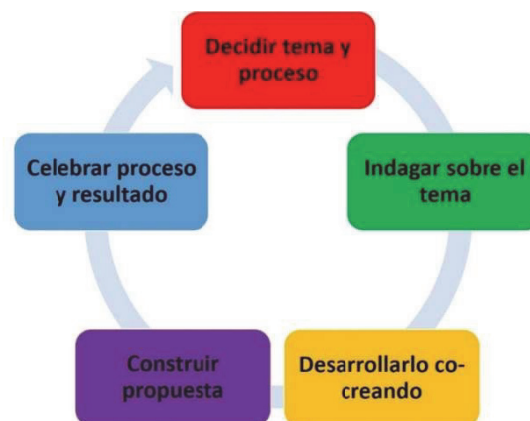 Decidir tema y
proceso
Indagar sobre el
tema
Desarrollarlo co-
creando
Construir
propuesta
Celebrar proceso
y resultado